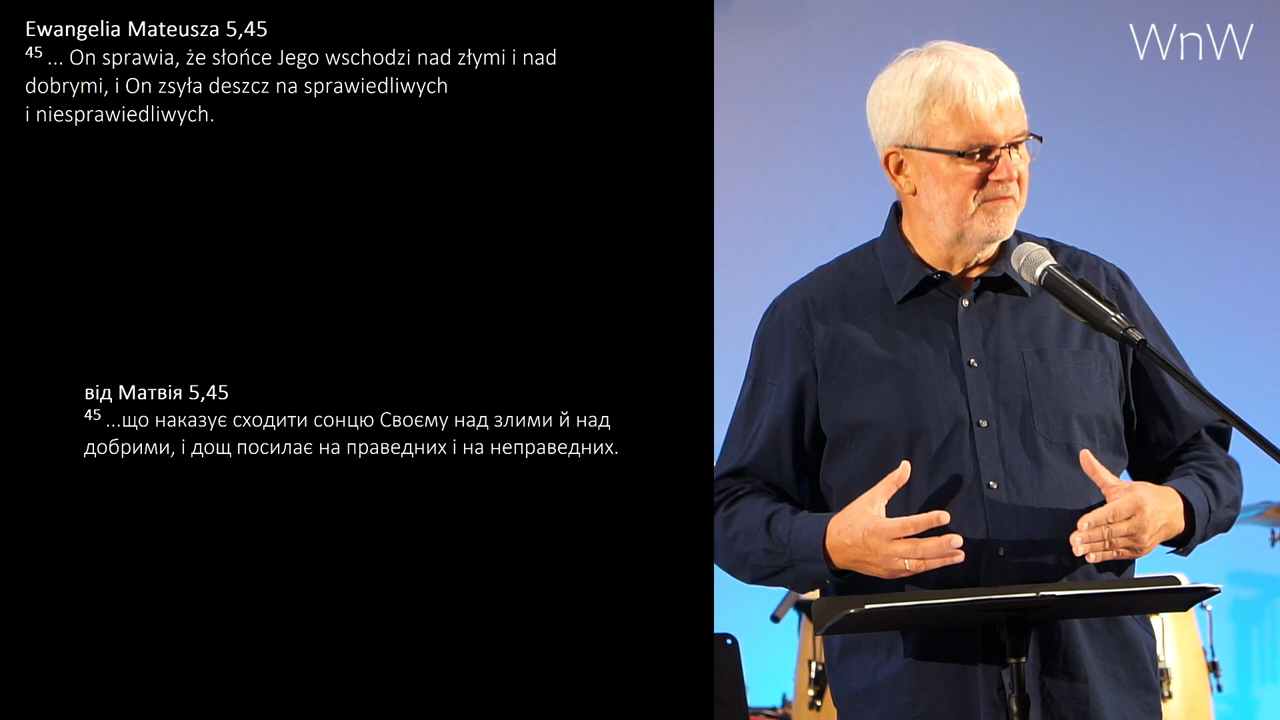 Ewangelia Mateusza 5,45
45 ... On sprawia, że słońce Jego wschodzi nad złymi i nad
dobrymi, i On zsyła deszcz na sprawiedliwych
i niesprawiedliwych.
WnW
від Матвія 5,45
45 ...що наказує сходити сонцю Своєму над злими й над
добрими, і дощ посилає на праведних і на неправедних.